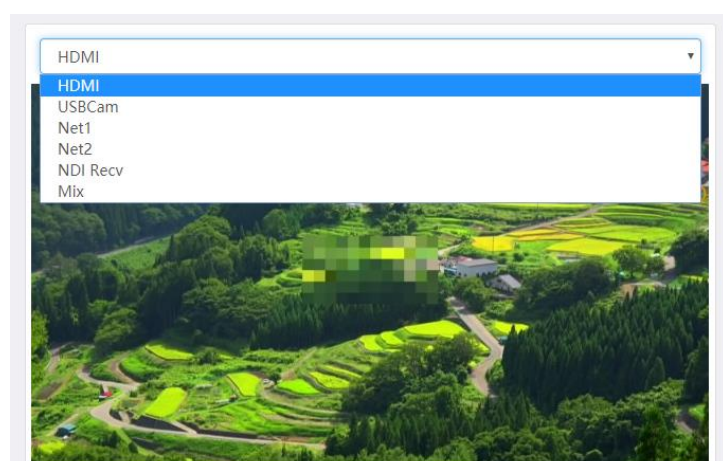 HDMI
HDMI
USBCam
Net1
Net2
NDI Recv
Mix